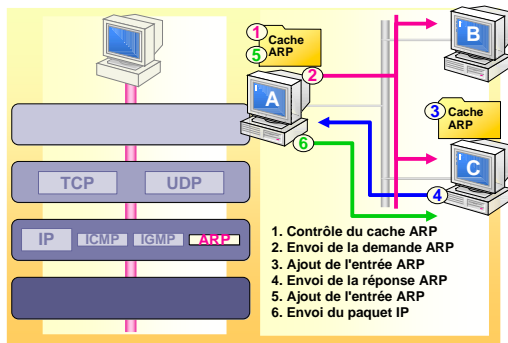 1
5
Cache
ARP
2
A
B
3
Cache
ARP
C
6
4
TCP
UDP
IP
ICMP
IGMP
ARP
1. Contrôle du cache ARP
2. Envoi de la demande ARP
3. Ajout de l'entrée ARP
4. Envoi de la réponse ARP
5. Ajout de l'entrée ARP
6. Envoi du paquet IP